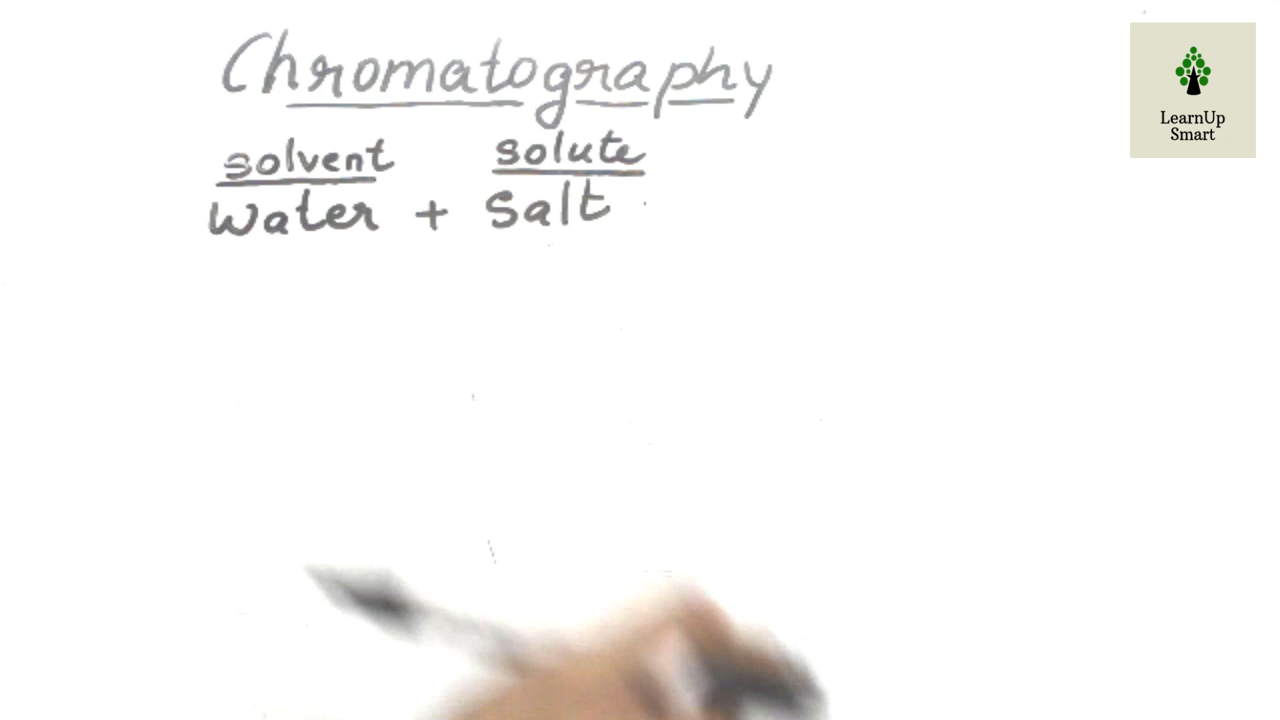 Chromatography
solvent solute
Water + Salt
LearnUp
Smart